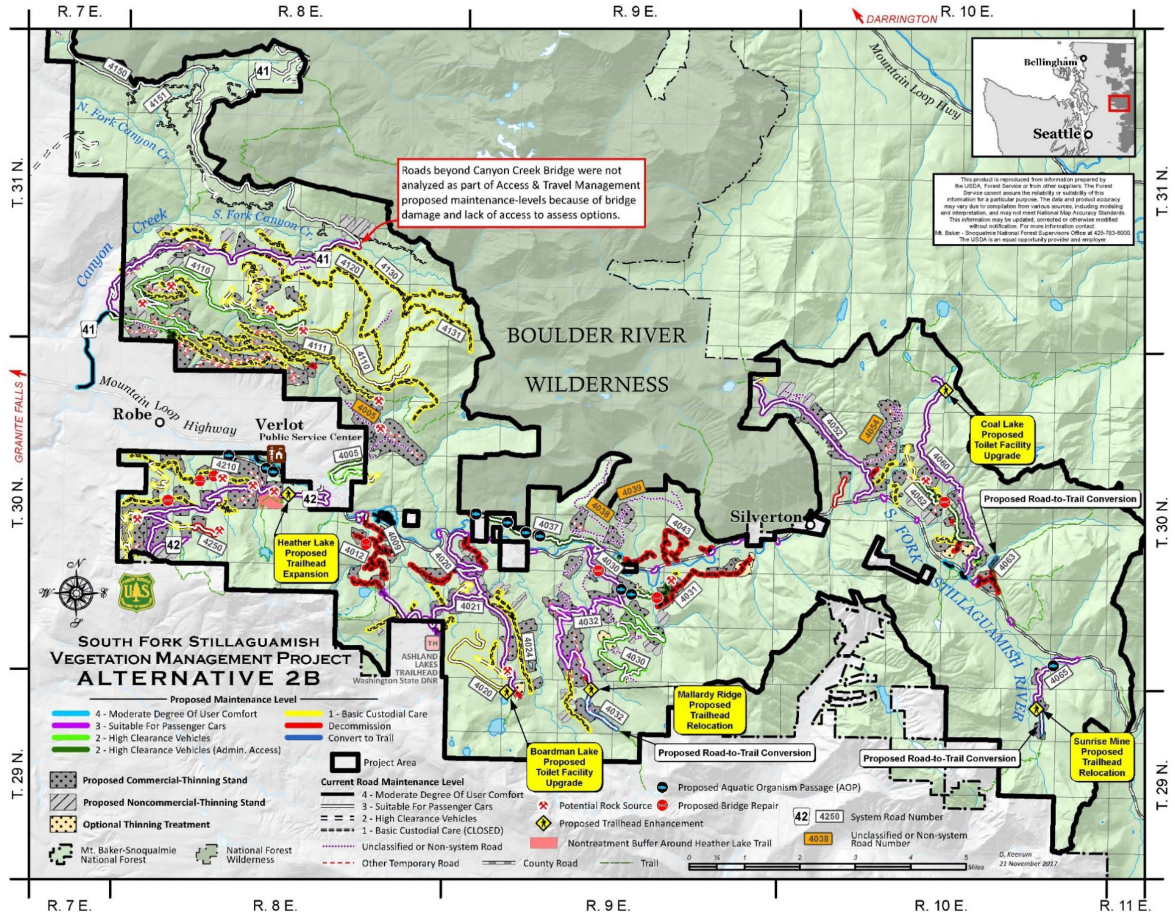 R. 7 E.
R. 8 E.
R. 9 E.
R. 10 E.
DARRINGTON
Mountain Loop Hwy
Bellingham
Seattle
This product is reproduced from information prepared by
the USDA, Forest Service or from other suppliers. The Forest
Service cannot assure the reliability or suitability of this
information for a particular purpose. The data and product accuracy
may vary due to compilation from various sources, including modeling
and interpretation, and may not meet National Map Accuracy Standards.
This information may be updated, corrected or otherwise modified
without notification. For more information contact:
Mt. Baker - Snoqualmie National Forest Supervisors Office at 425-783-6000.
The USDA is an equal opportunity provider and employer
T. 31 N.
T. 31 N.
4150
4151
41
N. Fork Canyon Cr.
Roads beyond Canyon Creek Bridge were not
analyzed as part of Access & Travel Management
proposed maintenance-levels because of bridge
damage and lack of access to assess options.
S. Fork Canyon Cr.
Canyon Creek
41
4110
4120
4130
4131
4111
4110
41
BOULDER RIVER
WILDERNESS
GRANITE FALLS
Mountain Loop Highway
Robe
Verlot
Public Service Center
4005
4005
4210
42
42
4250
Heather Lake
Proposed
Trailhead
Expansion
T. 30 N.
T. 30 N.
4052
4054
4060
4062
4063
Coal Lake
Proposed
Toilet Facility
Upgrade
Proposed Road-to-Trail Conversion
Silverton
S. FORK STILLAGUAMISH RIVER
4039
4038
4037
4043
4030
4031
4012
4009
4020
4021
4024
4032
4030
4020
4032
4065
ASHLAND
LAKES
TRAILHEAD
Washington State DNR
TH
Boardman Lake
Proposed
Toilet Facility
Upgrade
Mallardy Ridge
Proposed
Trailhead
Relocation
Proposed Road-to-Trail Conversion
Proposed Road-to-Trail Conversion
Sunrise Mine
Proposed
Trailhead
Relocation
T. 29 N.
T. 29 N.
N
W
E
S
UAS
SOUTH FORK STILLAGUAMISH
VEGETATION MANAGEMENT PROJECT
ALTERNATIVE 2B
Proposed Maintenance Level
4 - Moderate Degree Of User Comfort
3 - Suitable For Passenger Cars
2 - High Clearance Vehicles
2 - High Clearance Vehicles (Admin. Access)
1 - Basic Custodial Care
Decommission
Convert to Trail
Proposed Commercial-Thinning Stand
Proposed Noncommercial-Thinning Stand
Optional Thinning Treatment
Mt. Baker-Snoqualmie
National Forest
National Forest
Wilderness
Project Area
Current Road Maintenance Level
4 - Moderate Degree Of User Comfort
3 - Suitable For Passenger Cars
2 - High Clearance Vehicles
1 - Basic Custodial Care (CLOSED)
Unclassified or Non-system Road
Other Temporary Road
County Road
Trail
Potential Rock Source
Proposed Aquatic Organism Passage (AOP)
Proposed Bridge Repair
Proposed Trailhead Enhancement
Nontreatment Buffer Around Heather Lake Trail
42
4250
System Road Number
4038
Unclassified or Non-system
Road Number
0 ½ 1 2 3 4 5
Miles
D. Keenum
21 November 2017
R. 7 E.
R. 8 E.
R. 9 E.
R. 10 E.
R. 11 E.